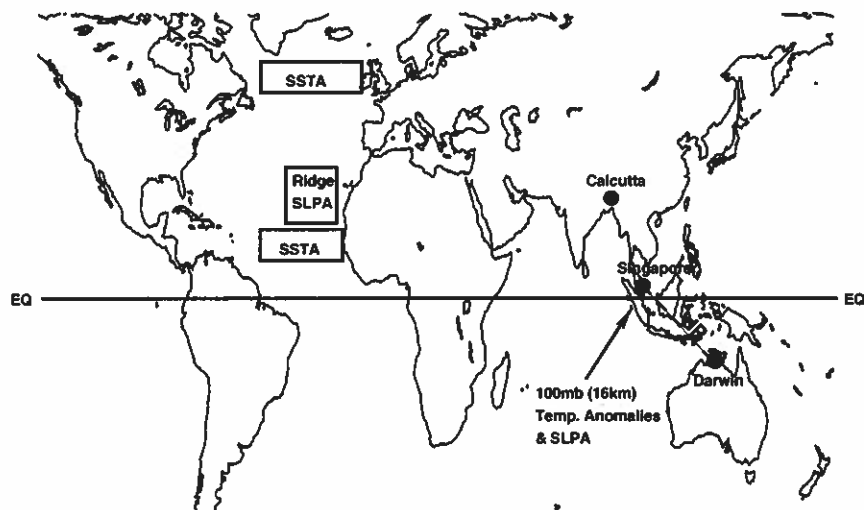 SSTA
Ridge
SLPA
Calcutta
SSTA
Singapore
EQ
EQ
Darwin
100mb (16km)
Temp. Anomalies
& SLPA